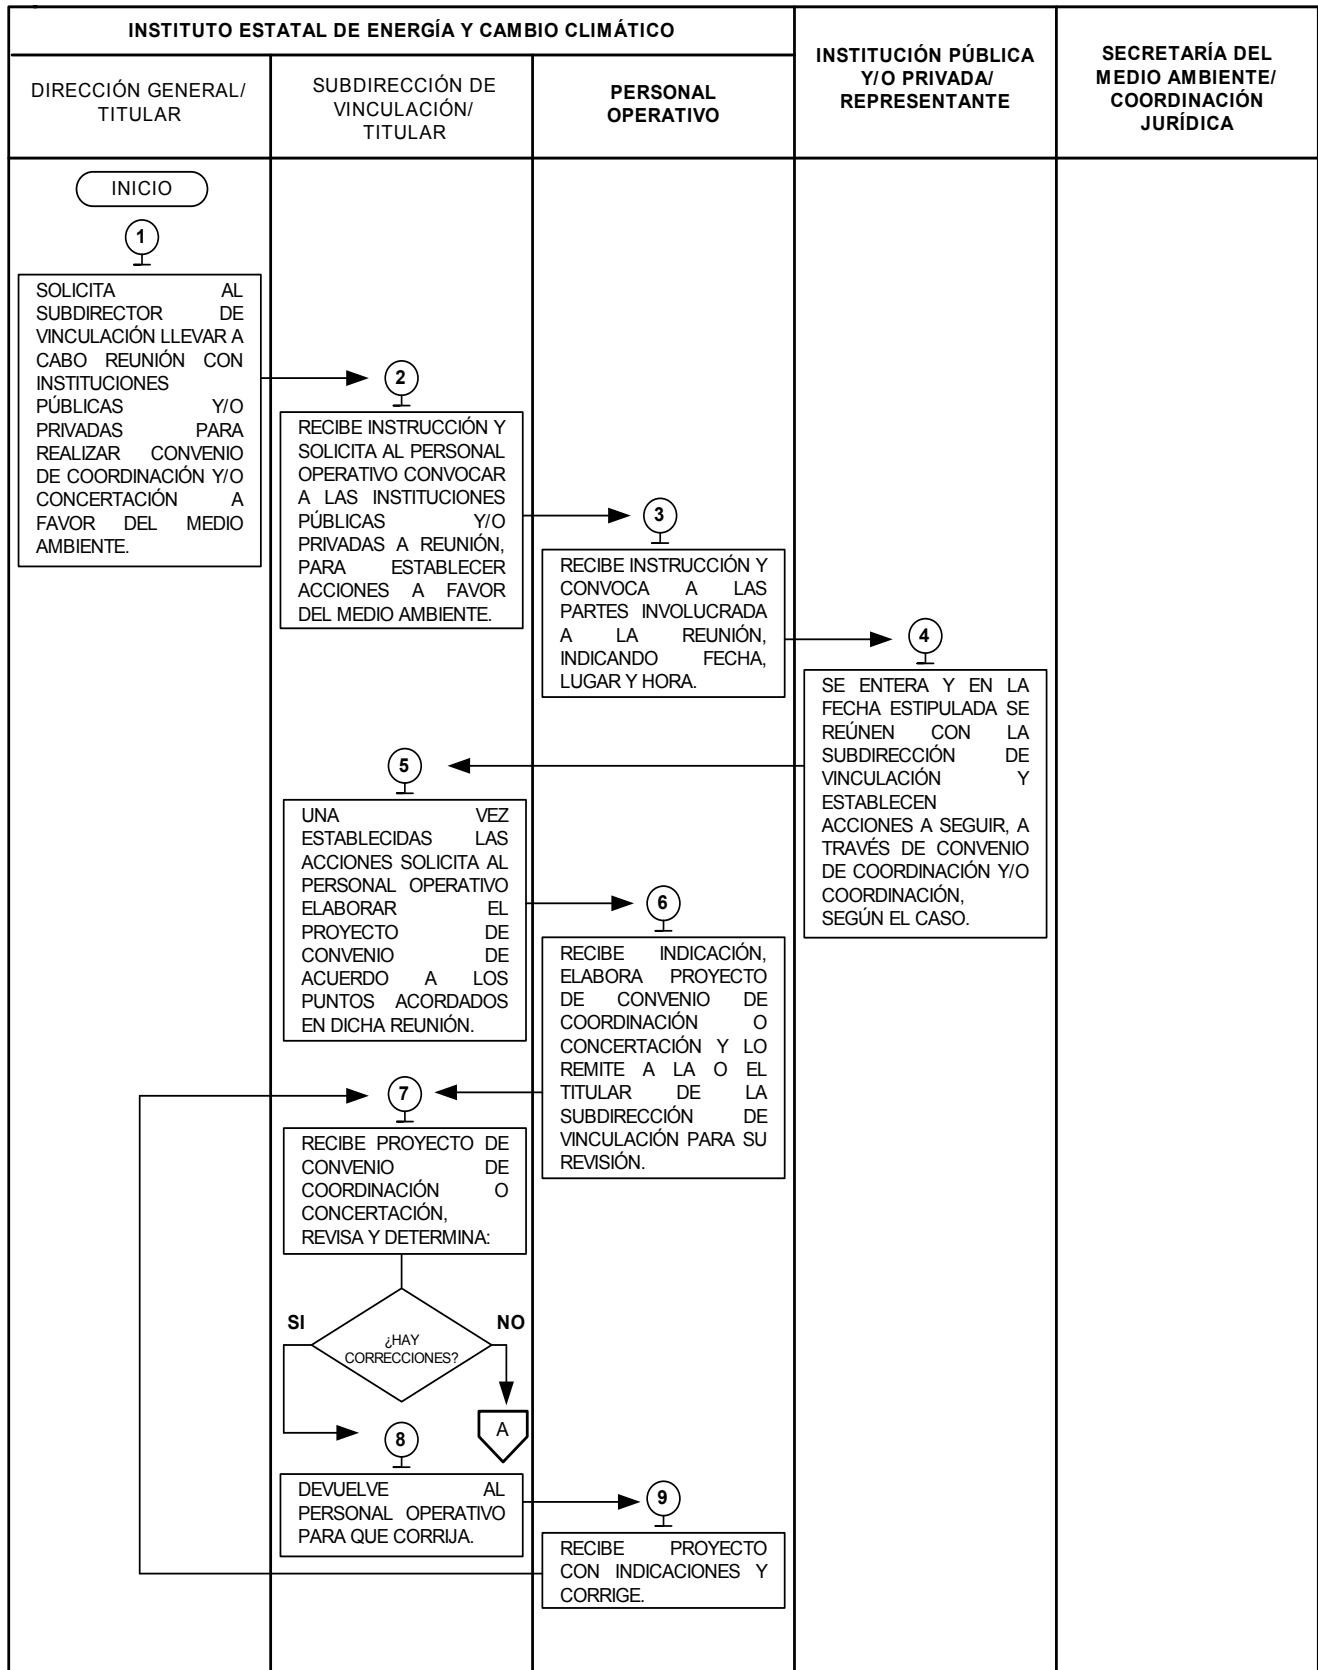 INSTITUTO ESTATAL DE ENERGÍA Y CAMBIO CLIMÁTICO
DIRECCIÓN GENERAL/
TITULAR
SUBDIRECCIÓN DE
VINCULACIÓN/
TITULAR
PERSONAL
OPERATIVO
INSTITUCIÓN PÚBLICA
Y/O PRIVADA/
REPRESENTANTE
SECRETARÍA DEL
MEDIO AMBIENTE/
COORDINACIÓN
JURÍDICA
INICIO
1
SOLICITA AL
SUBDIRECTOR DE
VINCULACIÓN LLEVAR A
CABO REUNIÓN CON
INSTITUCIONES
PÚBLICAS Y/O
PRIVADAS PARA
REALIZAR CONVENIO
DE COORDINACIÓN Y/O
CONCERTACIÓN A
FAVOR DEL MEDIO
AMBIENTE.
2
RECIBE INSTRUCCIÓN Y
SOLICITA AL PERSONAL
OPERATIVO CONVOCAR
A LAS INSTITUCIONES
PÚBLICAS Y/O
PRIVADAS A REUNIÓN,
PARA ESTABLECER
ACCIONES A FAVOR
DEL MEDIO AMBIENTE.
3
RECIBE INSTRUCCIÓN Y
CONVOCA A LAS
PARTES INVOLUCRADA
A LA REUNIÓN,
INDICANDO FECHA,
LUGAR Y HORA.
4
SE ENTERA Y EN LA
FECHA ESTIPULADA SE
REÚNEN CON LA
SUBDIRECCIÓN DE
VINCULACIÓN Y
ESTABLECEN
ACCIONES A SEGUIR, A
TRAVÉS DE CONVENIO
DE COORDINACIÓN Y/O
COORDINACIÓN,
SEGÚN EL CASO.
5
UNA VEZ
ESTABLECIDAS LAS
ACCIONES SOLICITA AL
PERSONAL OPERATIVO
ELABORAR EL
PROYECTO DE
CONVENIO DE
ACUERDO A LOS
PUNTOS ACORDADOS
EN DICHA REUNIÓN.
6
RECIBE INDICACIÓN,
ELABORA PROYECTO
DE CONVENIO DE
COORDINACIÓN O
CONCERTACIÓN Y LO
REMITE A LA O EL
TITULAR DE LA
SUBDIRECCIÓN DE
VINCULACIÓN PARA SU
REVISIÓN.
7
RECIBE PROYECTO DE
CONVENIO DE
COORDINACIÓN O
CONCERTACIÓN,
REVISA Y DETERMINA:
SI
NO
¿HAY
CORRECCIONES?
A
8
DEVUELVE AL
PERSONAL OPERATIVO
PARA QUE CORRIJA.
9
RECIBE PROYECTO
CON INDICACIONES Y
CORRIGE.